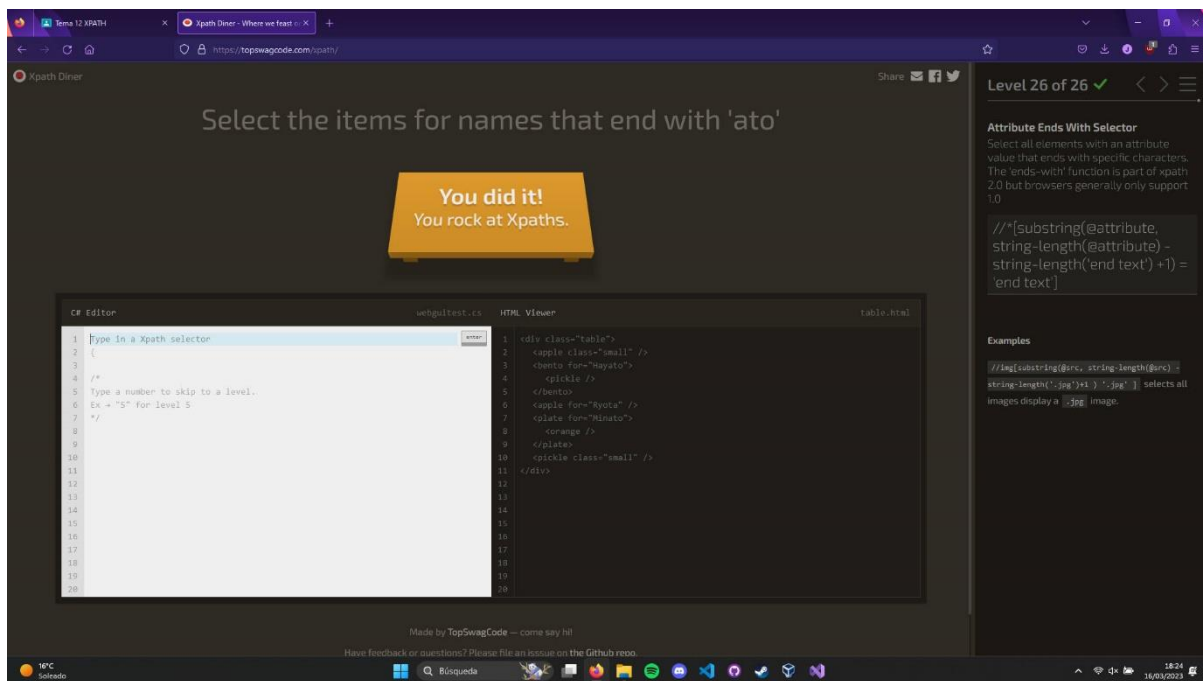 Tema 12 XPATH
Xpath Diner - Where we feast o
https://topswagcode.com/xpath/
Xpath Diner
Share
Level 26 of 26
Select the items for names that end with 'ato'
You did it!
You rock at Xpaths.
Attribute Ends With Selector
Select all elements with an attribute
value that ends with specific characters.
The 'ends-with' function is part of xpath
2.0 but browsers generally only support
1.0
//*[substring(@attribute,
string-length(@attribute) -
string-length('end text') +1) =
'end text']
Examples
//img[substring(@src, string-length(@src) -
string-length('.jpg')+1 ) '.jpg' ] selects all
images display a .jpg image.
C# Editor webguitest.cs
1 Type in a Xpath selector enter
2 {
3
4 /*
5 Type a number to skip to a level.
6 Ex → "5" for level 5
7 */
8
9
10
11
12
13
14
15
16
17
18
19
20
HTML Viewer table.html
1 <div class="table">
2 <apple class="small" />
3 <bento for="Hayato">
4 <pickle />
5 </bento>
6 <apple for="Ryota" />
7 <plate for="Minato">
8 <orange />
9 </plate>
10 <pickle class="small" />
11 </div>
12
13
14
15
16
17
18
19
20
Made by TopSwagCode — come say hi!
Have feedback or questions? Please file an isssue on the Github repo.
16°C
Soleado
Búsqueda
18:24
16/03/2023